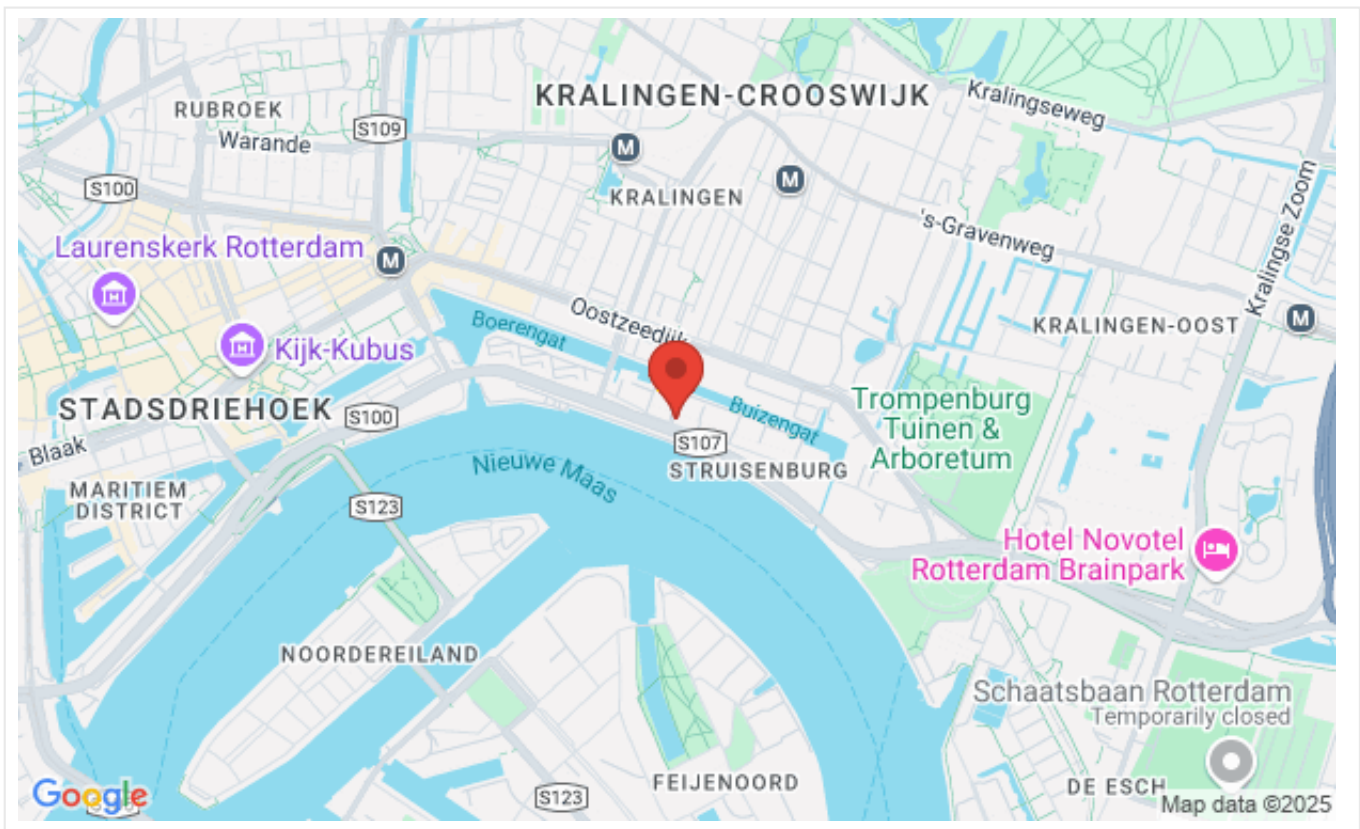 KRALINGEN-CROOSWIJK
Kralingseweg
RUBROEK
Warande
S109
M
M
KRALINGEN
S100
's-Gravenweg
Kralingse Zoom
Laurenskerk Rotterdam
M
Oostzeedijk
Boerengat
M
KRALINGEN-OOST
Kijk-Kubus
STADSDRIEHOEK
S100
Buizengat
Trompenburg
Tuinen &
Arboretum
Blaak
S107
STRUISENBURG
Nieuwe Maas
MARITIEM
DISTRICT
S123
Hotel Novotel
Rotterdam Brainpark
NOORDEREILAND
Schaatsbaan Rotterdam
Temporarily closed
FEIJENOORD
DE ESCH
S123
Google
Map data ©2025